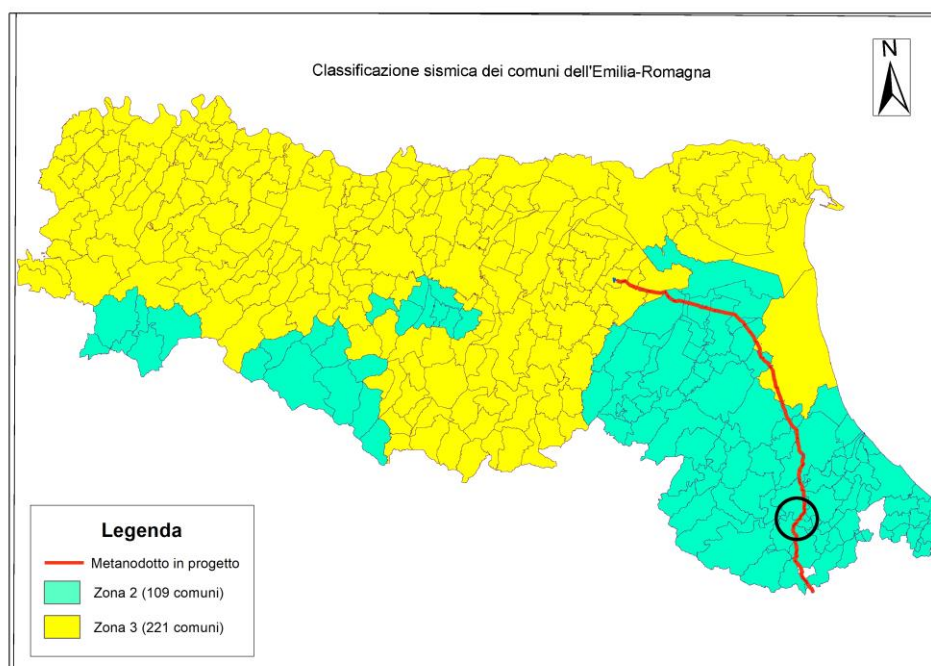 Classificazione sismica dei comuni dell'Emilia-Romagna
N
Legenda
Metanodotto in progetto
Zona 2 (109 comuni)
Zona 3 (221 comuni)